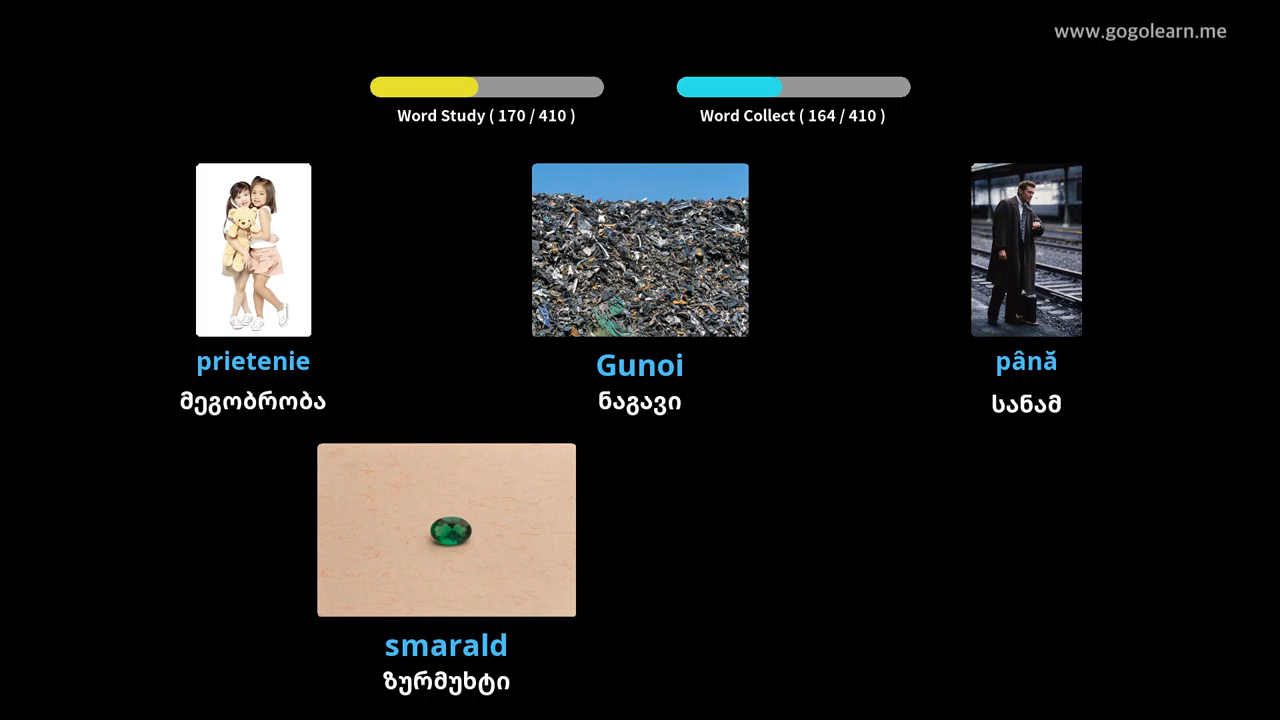 www.gogolearn.me
Word Study ( 170 / 410 )
Word Collect ( 164 / 410 )
prietenie
მეგობრობა
Gunoi
ნაგავი
până
სანამ
smarald
ზურმუხტი